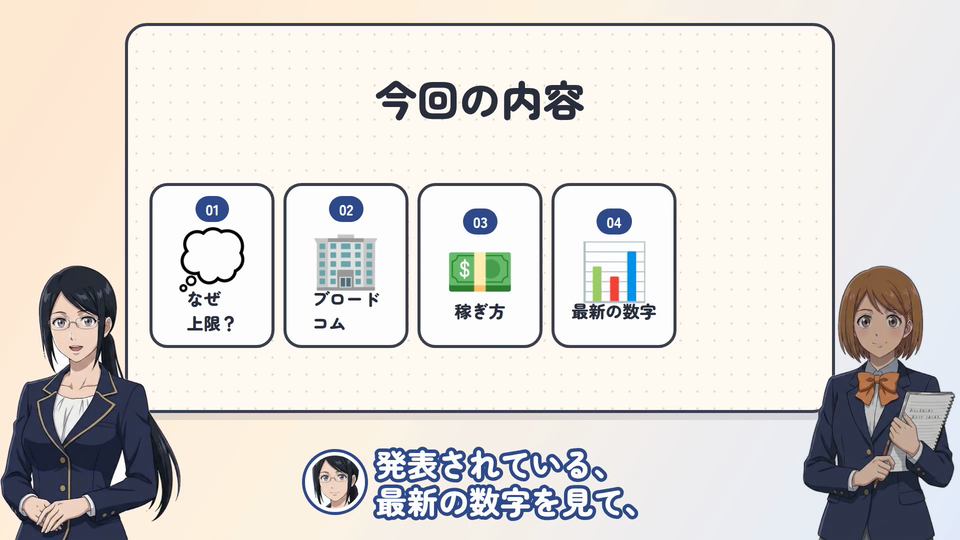 今回の内容
01
なぜ
上限？
02
ブロード
コム
03
$
稼ぎ方
04
最新の数字
発表されている、
最新の数字を見て、